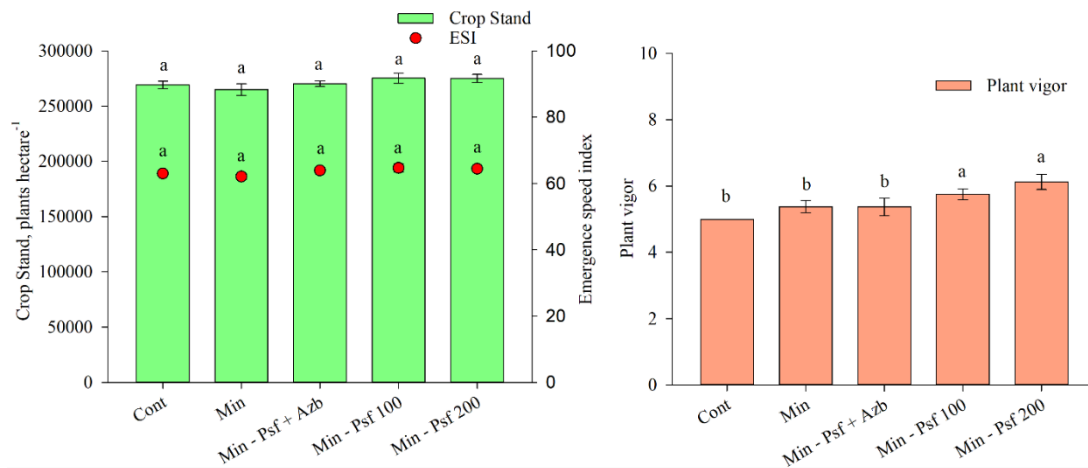 Crop Stand
ESI
300000
250000
200000
150000
100000
50000
0
Crop Stand, plants hectare-1
a
a
a
a
a
a
a
a
a
a
100
80
60
40
20
0
Emergence speed index
Cont
Min
Min - Psf + Azb
Min - Psf 100
Min - Psf 200
Plant vigor
10
8
6
4
2
0
Plant vigor
b
b
b
a
a
Cont
Min
Min - Psf + Azb
Min - Psf 100
Min - Psf 200